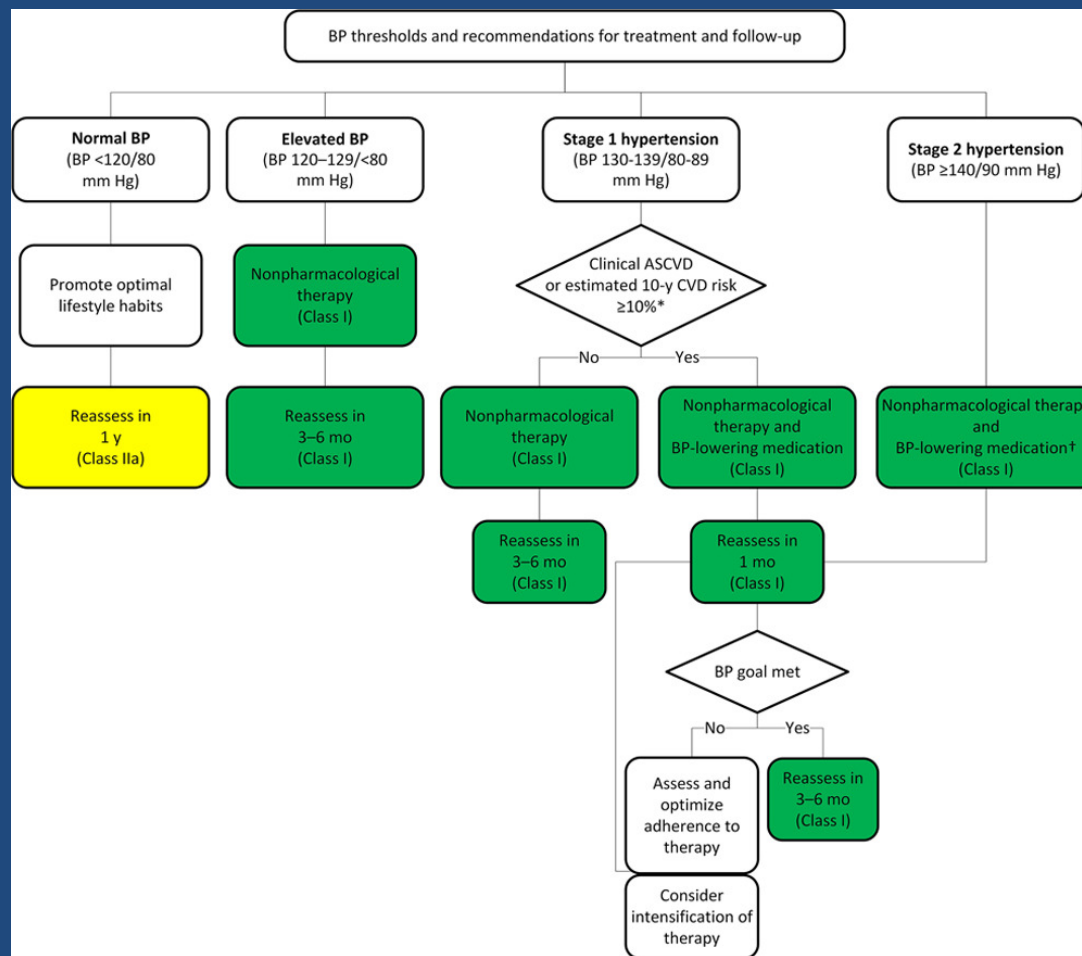 BP thresholds and recommendations for treatment and follow-up
Normal BP
(BP <120/80
mm Hg)
Elevated BP
(BP 120–129/<80
mm Hg)
Stage 1 hypertension
(BP 130-139/80-89
mm Hg)
Stage 2 hypertension
(BP ≥140/90 mm Hg)
Promote optimal
lifestyle habits
Nonpharmacological
therapy
(Class I)
Clinical ASCVD
or estimated 10-y CVD risk
≥10%*
No
Yes
Reassess in
1 y
(Class IIa)
Reassess in
3–6 mo
(Class I)
Nonpharmacological
therapy
(Class I)
Nonpharmacological
therapy and
BP-lowering medication
(Class I)
Nonpharmacological therap
and
BP-lowering medication†
(Class I)
Reassess in
3–6 mo
(Class I)
Reassess in
1 mo
(Class I)
BP goal met
No
Yes
Assess and
optimize
adherence to
therapy
Reassess in
3–6 mo
(Class I)
Consider
intensification of
therapy